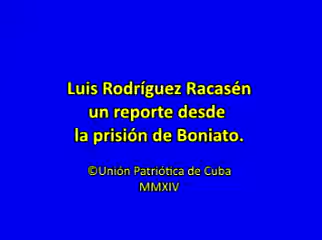 Luis Rodríguez Racasén
un reporte desde
la prisión de Boniato.
©Unión Patriótica de Cuba
MMXIV